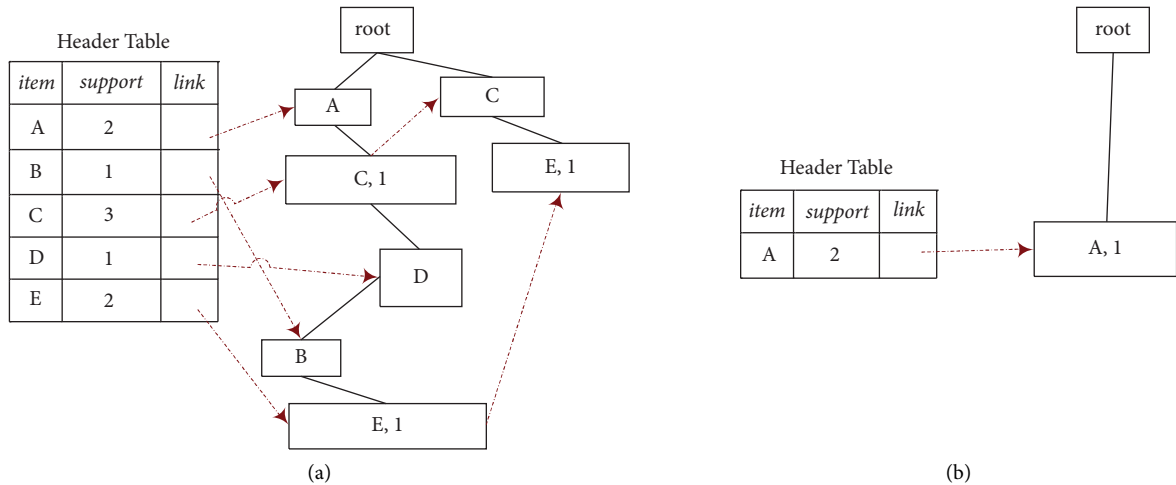 Header Table
item support link
A 2
B 1
C 3
D 1
E 2
root
A
C
C, 1
E, 1
D
B
E, 1
(a)
root
Header Table
item support link
A 2
A, 1
(b)